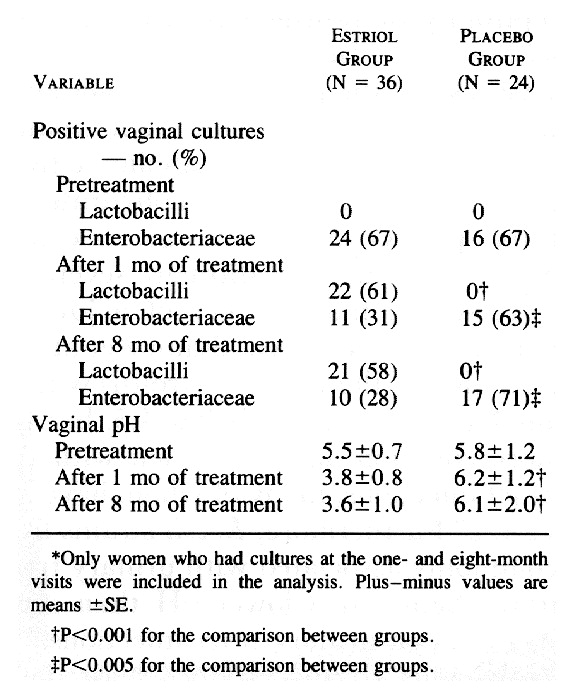 ESTRIOL PLACEBO
GROUP GROUP
VARIABLE (N = 36) (N = 24)
Positive vaginal cultures
— no. (%)
Pretreatment
Lactobacilli 0 0
Enterobacteriaceae 24 (67) 16 (67)
After 1 mo of treatment
Lactobacilli 22 (61) 0†
Enterobacteriaceae 11 (31) 15 (63)‡
After 8 mo of treatment
Lactobacilli 21 (58) 0†
Enterobacteriaceae 10 (28) 17 (71)‡
Vaginal pH
Pretreatment 5.5±0.7 5.8±1.2
After 1 mo of treatment 3.8±0.8 6.2±1.2†
After 8 mo of treatment 3.6±1.0 6.1±2.0†
*Only women who had cultures at the one- and eight-month
visits were included in the analysis. Plus–minus values are
means ±SE.
†P<0.001 for the comparison between groups.
‡P<0.005 for the comparison between groups.